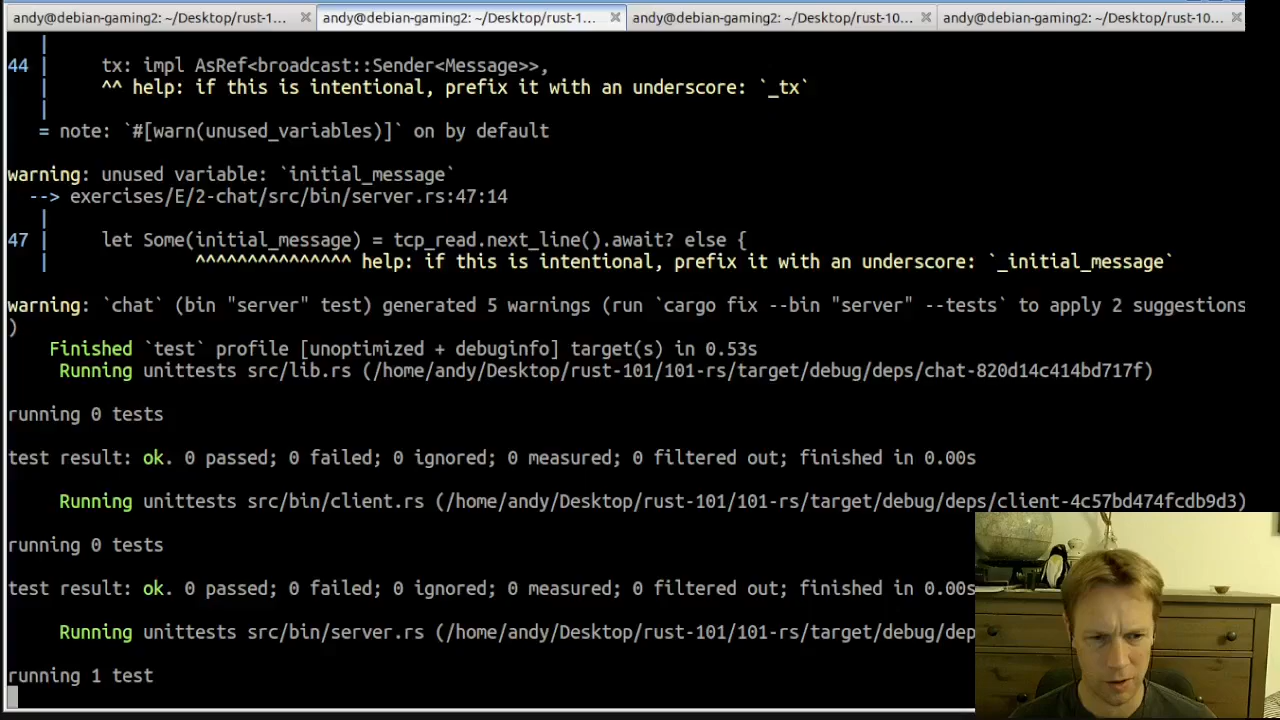 andy@debian-gaming2: ~/Desktop/rust-1... andy@debian-gaming2: ~/Desktop/rust-1... andy@debian-gaming2: ~/Desktop/rust-10... andy@debian-gaming2: ~/Desktop/rust-10...
|
44 |     tx: impl AsRef<broadcast::Sender<Message>>,
|     ^^ help: if this is intentional, prefix it with an underscore: `_tx`
|
= note: `#[warn(unused_variables)]` on by default
warning: unused variable: `initial_message`
--> exercises/E/2-chat/src/bin/server.rs:47:14
|
47 |     let Some(initial_message) = tcp_read.next_line().await? else {
|              ^^^^^^^^^^^^^^^ help: if this is intentional, prefix it with an underscore: `_initial_message`
warning: `chat` (bin "server" test) generated 5 warnings (run `cargo fix --bin "server" --tests` to apply 2 suggestions
)
Finished `test` profile [unoptimized + debuginfo] target(s) in 0.53s
Running unittests src/lib.rs (/home/andy/Desktop/rust-101/101-rs/target/debug/deps/chat-820d14c414bd717f)
running 0 tests
test result: ok. 0 passed; 0 failed; 0 ignored; 0 measured; 0 filtered out; finished in 0.00s
Running unittests src/bin/client.rs (/home/andy/Desktop/rust-101/101-rs/target/debug/deps/client-4c57bd474fcdb9d3)
running 0 tests
test result: ok. 0 passed; 0 failed; 0 ignored; 0 measured; 0 filtered out; finished in 0.00s
Running unittests src/bin/server.rs (/home/andy/Desktop/rust-101/101-rs/target/debug/dep
running 1 test